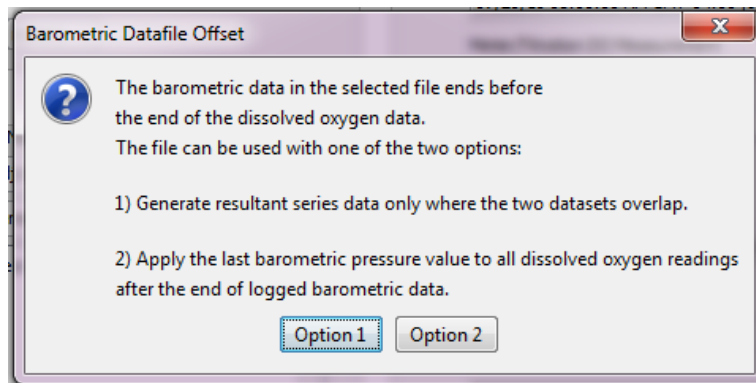 Barometric Datafile Offset
The barometric data in the selected file ends before
the end of the dissolved oxygen data.
The file can be used with one of the two options:
1) Generate resultant series data only where the two datasets overlap.
2) Apply the last barometric pressure value to all dissolved oxygen readings
after the end of logged barometric data.
Option 1 Option 2